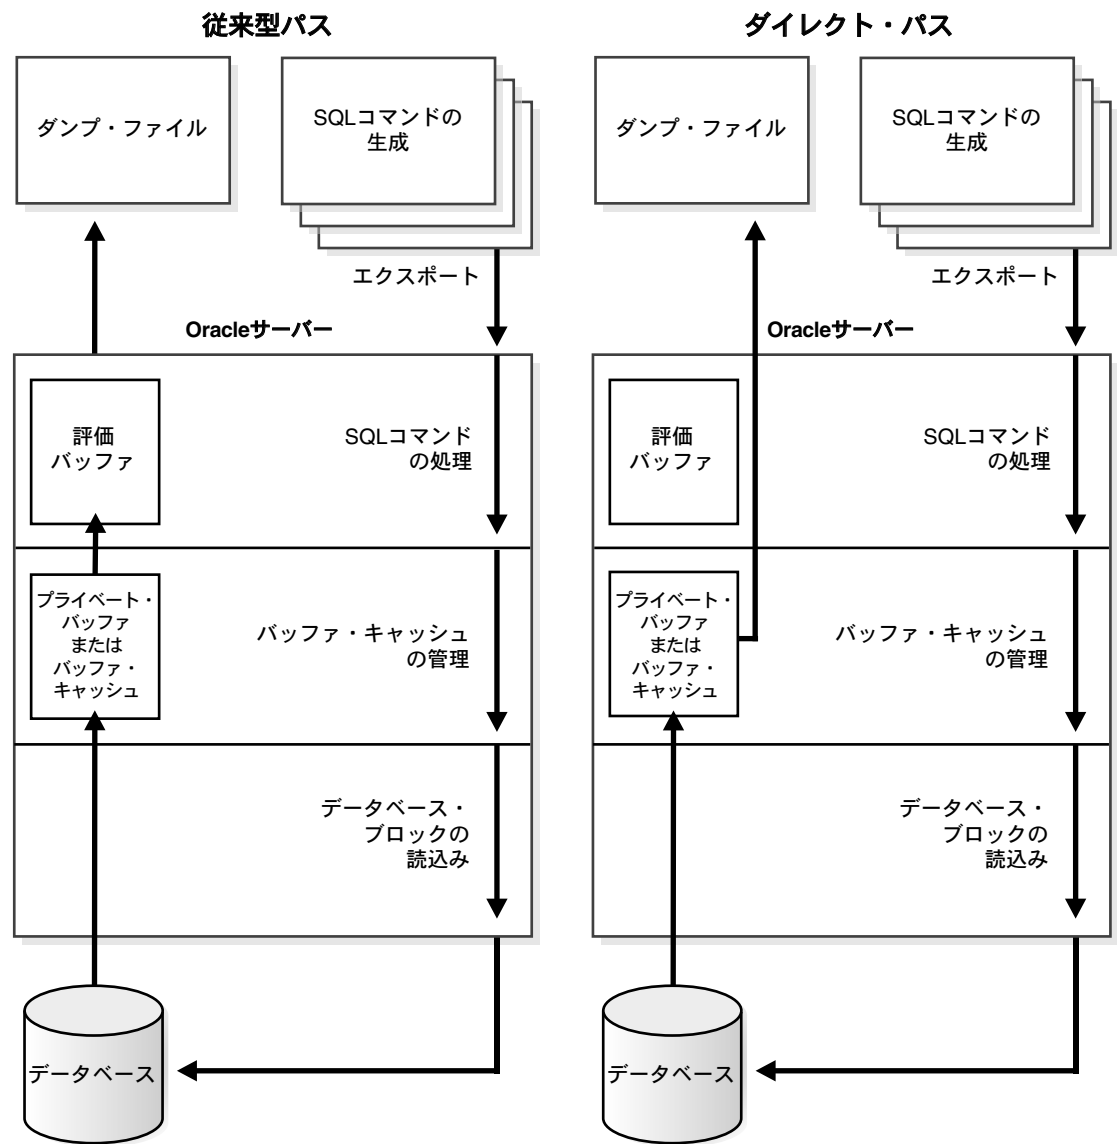 従来型パス
ダンプ・ファイル
SQLコマンドの
生成
エクスポート
Oracleサーバー
評価
バッファ
SQLコマンド
の処理
プライベート・
バッファ
または
バッファ・
キャッシュ
バッファ・キャッシュ
の管理
データベース・
ブロックの
読込み
データベース
ダイレクト・パス
ダンプ・ファイル
SQLコマンドの
生成
エクスポート
Oracleサーバー
評価
バッファ
SQLコマンド
の処理
プライベート・
バッファ
または
バッファ・
キャッシュ
バッファ・キャッシュ
の管理
データベース・
ブロックの
読込み
データベース